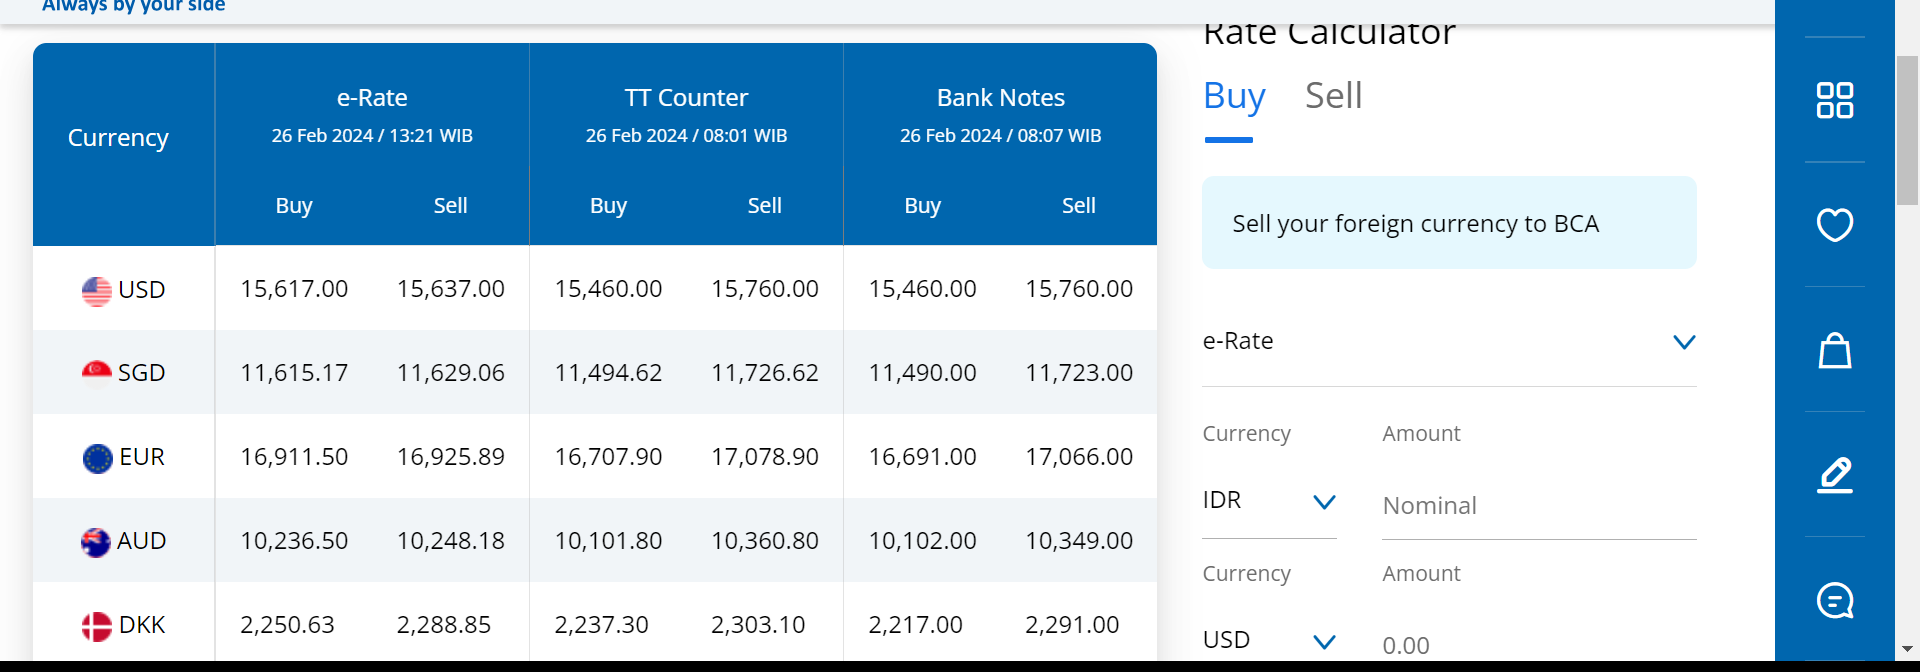 Always by your side
Currency
e-Rate
26 Feb 2024 / 13:21 WIB
TT Counter
26 Feb 2024 / 08:01 WIB
Bank Notes
26 Feb 2024 / 08:07 WIB
Buy Sell Buy Sell Buy Sell
USD 15,617.00 15,637.00 15,460.00 15,760.00 15,460.00 15,760.00
SGD 11,615.17 11,629.06 11,494.62 11,726.62 11,490.00 11,723.00
EUR 16,911.50 16,925.89 16,707.90 17,078.90 16,691.00 17,066.00
AUD 10,236.50 10,248.18 10,101.80 10,360.80 10,102.00 10,349.00
DKK 2,250.63 2,288.85 2,237.30 2,303.10 2,217.00 2,291.00
Rate Calculator
Buy Sell
Sell your foreign currency to BCA
e-Rate
Currency Amount
IDR Nominal
Currency Amount
USD 0.00